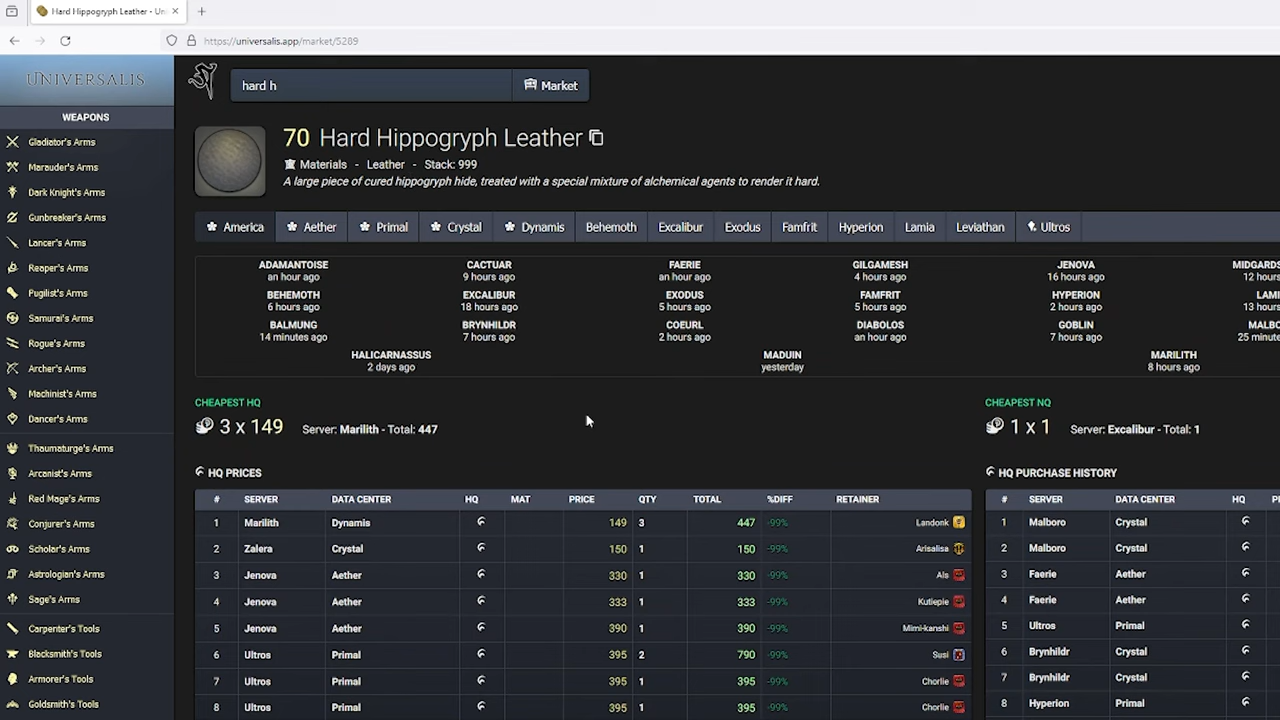 Hard Hippogryph Leather - Un
https://universalis.app/market/5289
UNIVERSALIS
hard h
Market
WEAPONS
Gladiator's Arms
Marauder's Arms
Dark Knight's Arms
Gunbreaker's Arms
Lancer's Arms
Reaper's Arms
Pugilist's Arms
Samurai's Arms
Rogue's Arms
Archer's Arms
Machinist's Arms
Dancer's Arms
Thaumaturge's Arms
Arcanist's Arms
Red Mage's Arms
Conjurer's Arms
Scholar's Arms
Astrologian's Arms
Sage's Arms
Carpenter's Tools
Blacksmith's Tools
Armorer's Tools
Goldsmith's Tools
70 Hard Hippogryph Leather
Materials - Leather - Stack: 999
A large piece of cured hippogryph hide, treated with a special mixture of alchemical agents to render it hard.
America Aether Primal Crystal Dynamis Behemoth Excalibur Exodus Famfrit Hyperion Lamia Leviathan Ultros
ADAMANTOISE CACTUAR FAERIE GILGAMESH JENOVA MIDGARDS
an hour ago 9 hours ago an hour ago 4 hours ago 16 hours ago 12 hours
BEHEMOTH EXCALIBUR EXODUS FAMFRIT HYPERION LAMI
6 hours ago 18 hours ago 5 hours ago 5 hours ago 2 hours ago 13 hours
BALMUNG BRYNHILDR COEURL DIABOLOS GOBLIN MALBO
14 minutes ago 7 hours ago 2 hours ago an hour ago 7 hours ago 25 minute
HALICARNASSUS MADUIN MARILITH
2 days ago yesterday 8 hours ago
CHEAPEST HQ
3 x 149 Server: Marilith - Total: 447
CHEAPEST NQ
1 x 1 Server: Excalibur - Total: 1
HQ PRICES
# SERVER DATA CENTER HQ MAT PRICE QTY TOTAL %DIFF RETAINER
1 Marilith Dynamis 149 3 447 -99% Landonk
2 Zalera Crystal 150 1 150 -99% Arisalisa
3 Jenova Aether 330 1 330 -99% Als
4 Jenova Aether 333 1 333 -99% Kutiepie
5 Jenova Aether 390 1 390 -99% Mimi-kanshi
6 Ultros Primal 395 2 790 -99% Susi
7 Ultros Primal 395 1 395 -99% Chorlie
8 Ultros Primal 395 1 395 -99% Chorlie
HQ PURCHASE HISTORY
# SERVER DATA CENTER HQ
1 Malboro Crystal
2 Malboro Crystal
3 Faerie Aether
4 Faerie Aether
5 Ultros Primal
6 Brynhildr Crystal
7 Brynhildr Crystal
8 Hyperion Primal